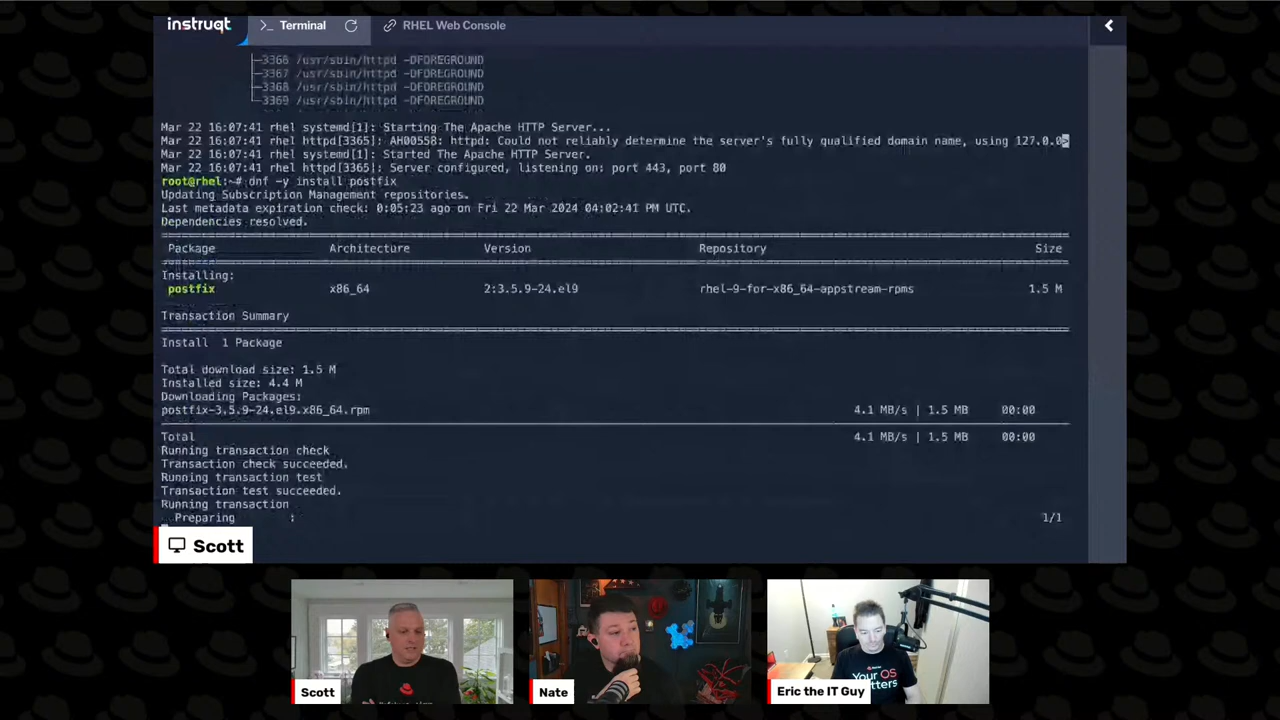 instruqt
>_ Terminal
RHEL Web Console
├─3366 /usr/sbin/httpd -DFOREGROUND
├─3367 /usr/sbin/httpd -DFOREGROUND
├─3368 /usr/sbin/httpd -DFOREGROUND
└─3369 /usr/sbin/httpd -DFOREGROUND
Mar 22 16:07:41 rhel systemd[1]: Starting The Apache HTTP Server...
Mar 22 16:07:41 rhel httpd[3365]: AH00558: httpd: Could not reliably determine the server's fully qualified domain name, using 127.0.0>
Mar 22 16:07:41 rhel systemd[1]: Started The Apache HTTP Server.
Mar 22 16:07:41 rhel httpd[3365]: Server configured, listening on: port 443, port 80
root@rhel:~# dnf -y install postfix
Updating Subscription Management repositories.
Last metadata expiration check: 0:05:23 ago on Fri 22 Mar 2024 04:02:41 PM UTC.
Dependencies resolved.
Package Architecture Version Repository Size
Installing:
postfix x86_64 2:3.5.9-24.el9 rhel-9-for-x86_64-appstream-rpms 1.5 M
Transaction Summary
Install 1 Package
Total download size: 1.5 M
Installed size: 4.4 M
Downloading Packages:
postfix-3.5.9-24.el9.x86_64.rpm 4.1 MB/s | 1.5 MB 00:00
Total 4.1 MB/s | 1.5 MB 00:00
Running transaction check
Transaction check succeeded.
Running transaction test
Transaction test succeeded.
Running transaction
Preparing : 1/1
Scott
Your OS
Scott
Nate
Eric the IT Guy